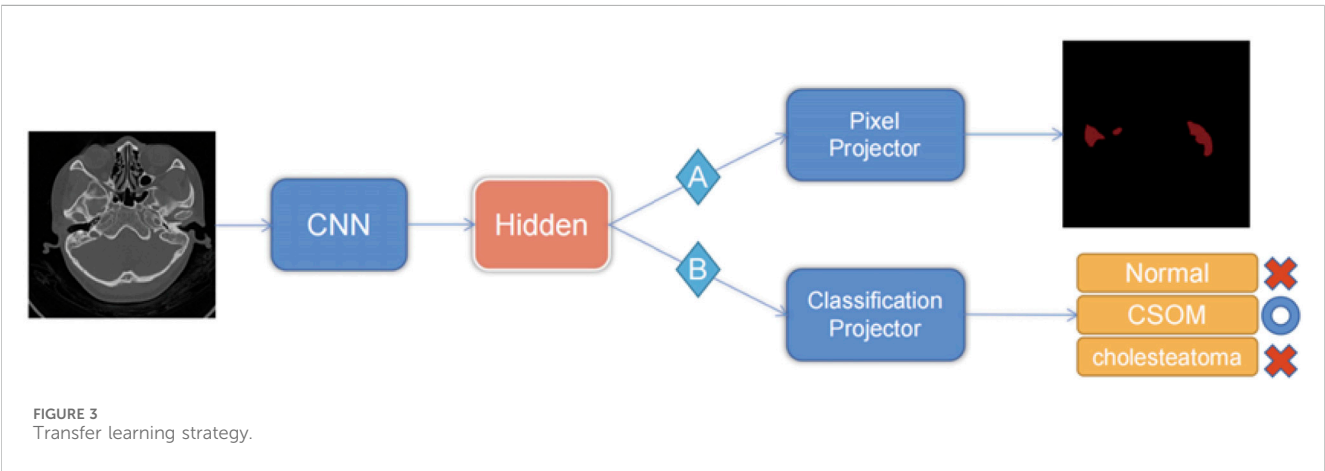 CNN
Hidden
A
B
Pixel
Projector
Classification
Projector
Normal
CSOM
cholesteatoma
FIGURE 3
Transfer learning strategy.